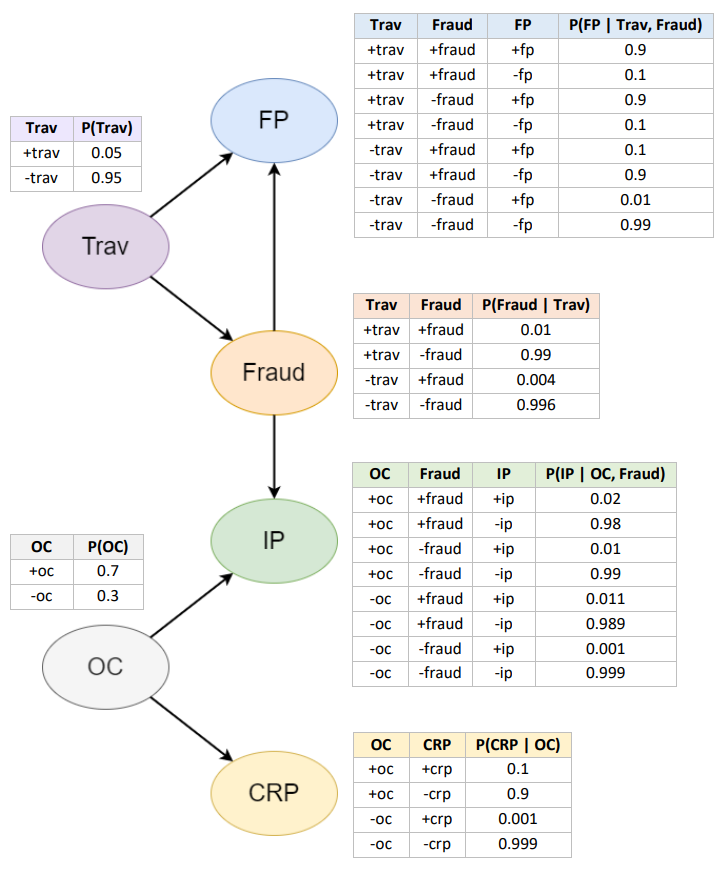 Trav Fraud FP P(FP | Trav, Fraud)
+trav +fraud +fp 0.9
+trav +fraud -fp 0.1
+trav -fraud +fp 0.9
+trav -fraud -fp 0.1
-trav +fraud +fp 0.1
-trav +fraud -fp 0.9
-trav -fraud +fp 0.01
-trav -fraud -fp 0.99
FP
Trav P(Trav)
+trav 0.05
-trav 0.95
Trav
Trav Fraud P(Fraud | Trav)
+trav +fraud 0.01
+trav -fraud 0.99
-trav +fraud 0.004
-trav -fraud 0.996
Fraud
OC Fraud IP P(IP | OC, Fraud)
+oc +fraud +ip 0.02
+oc +fraud -ip 0.98
+oc -fraud +ip 0.01
+oc -fraud -ip 0.99
-oc +fraud +ip 0.011
-oc +fraud -ip 0.989
-oc -fraud +ip 0.001
-oc -fraud -ip 0.999
IP
OC P(OC)
+oc 0.7
-oc 0.3
OC
OC CRP P(CRP | OC)
+oc +crp 0.1
+oc -crp 0.9
-oc +crp 0.001
-oc -crp 0.999
CRP